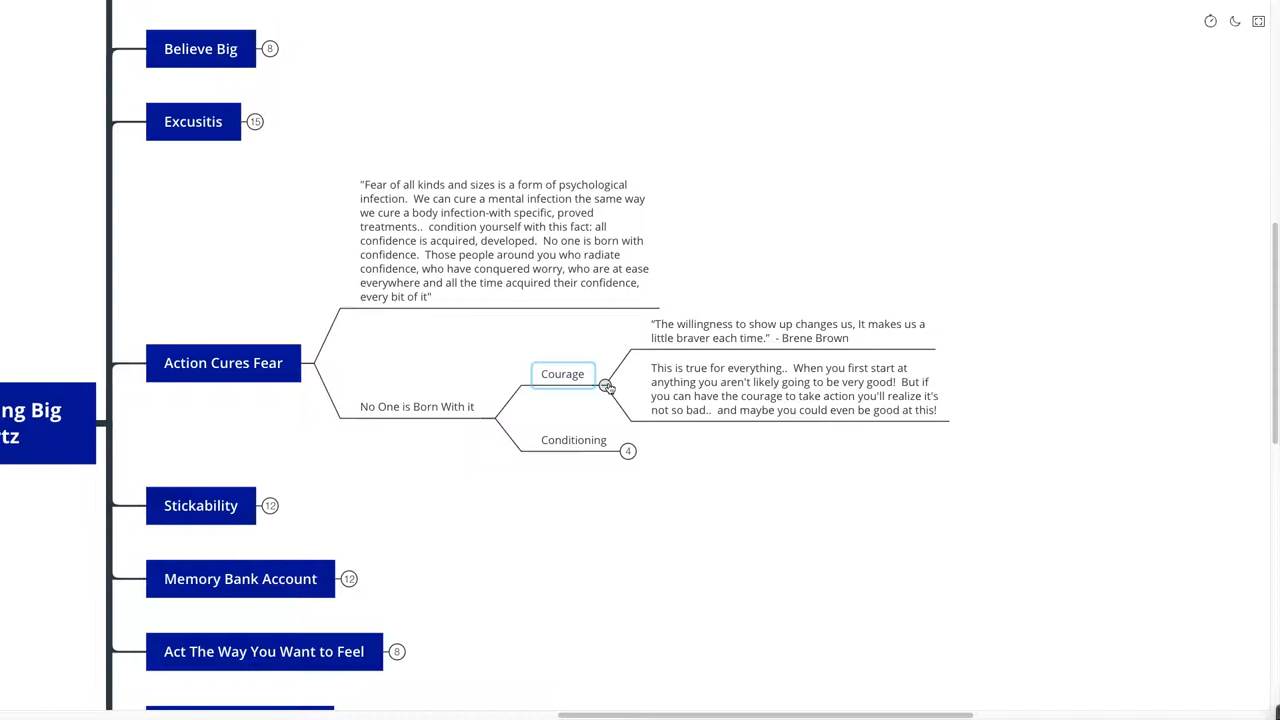 Believe Big
8
Excusitis
15
"Fear of all kinds and sizes is a form of psychological
infection.  We can cure a mental infection the same way
we cure a body infection-with specific, proved
treatments..  condition yourself with this fact: all
confidence is acquired, developed.  No one is born with
confidence.  Those people around you who radiate
confidence, who have conquered worry, who are at ease
everywhere and all the time acquired their confidence,
every bit of it"
Action Cures Fear
No One is Born With it
Courage
“The willingness to show up changes us, It makes us a
little braver each time.”  - Brene Brown
This is true for everything..  When you first start at
anything you aren't likely going to be very good!  But if
you can have the courage to take action you'll realize it's
not so bad..  and maybe you could even be good at this!
Conditioning
4
ng Big
tz
Stickability
12
Memory Bank Account
12
Act The Way You Want to Feel
8